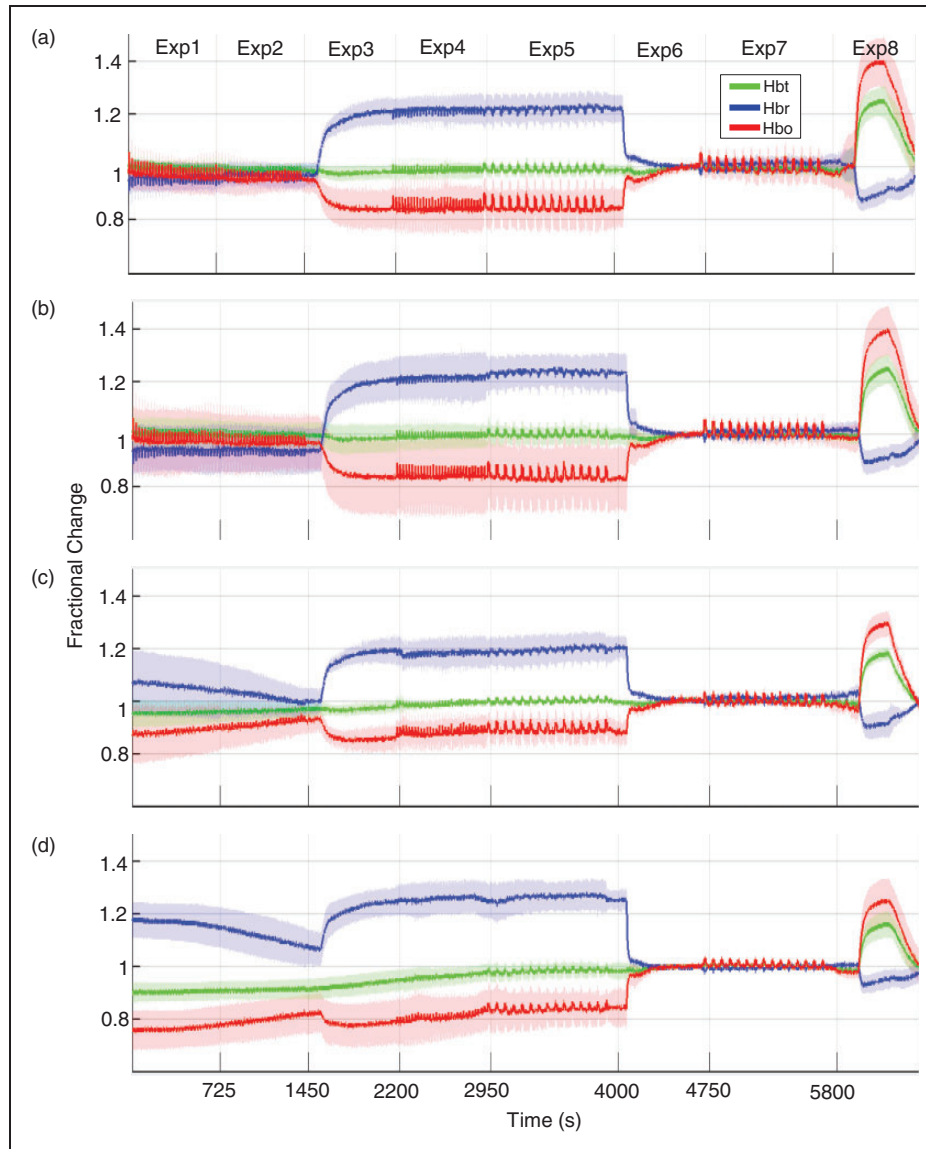 (a)
Exp1 Exp2 Exp3 Exp4 Exp5 Exp6 Exp7 Exp8
1.4
1.2
1
0.8
Hbt
Hbr
Hbo
(b)
1.4
1.2
1
0.8
(c)
1.4
1.2
1
0.8
(d)
1.4
1.2
1
0.8
Fractional Change
725 1450 2200 2950 4000 4750 5800
Time (s)